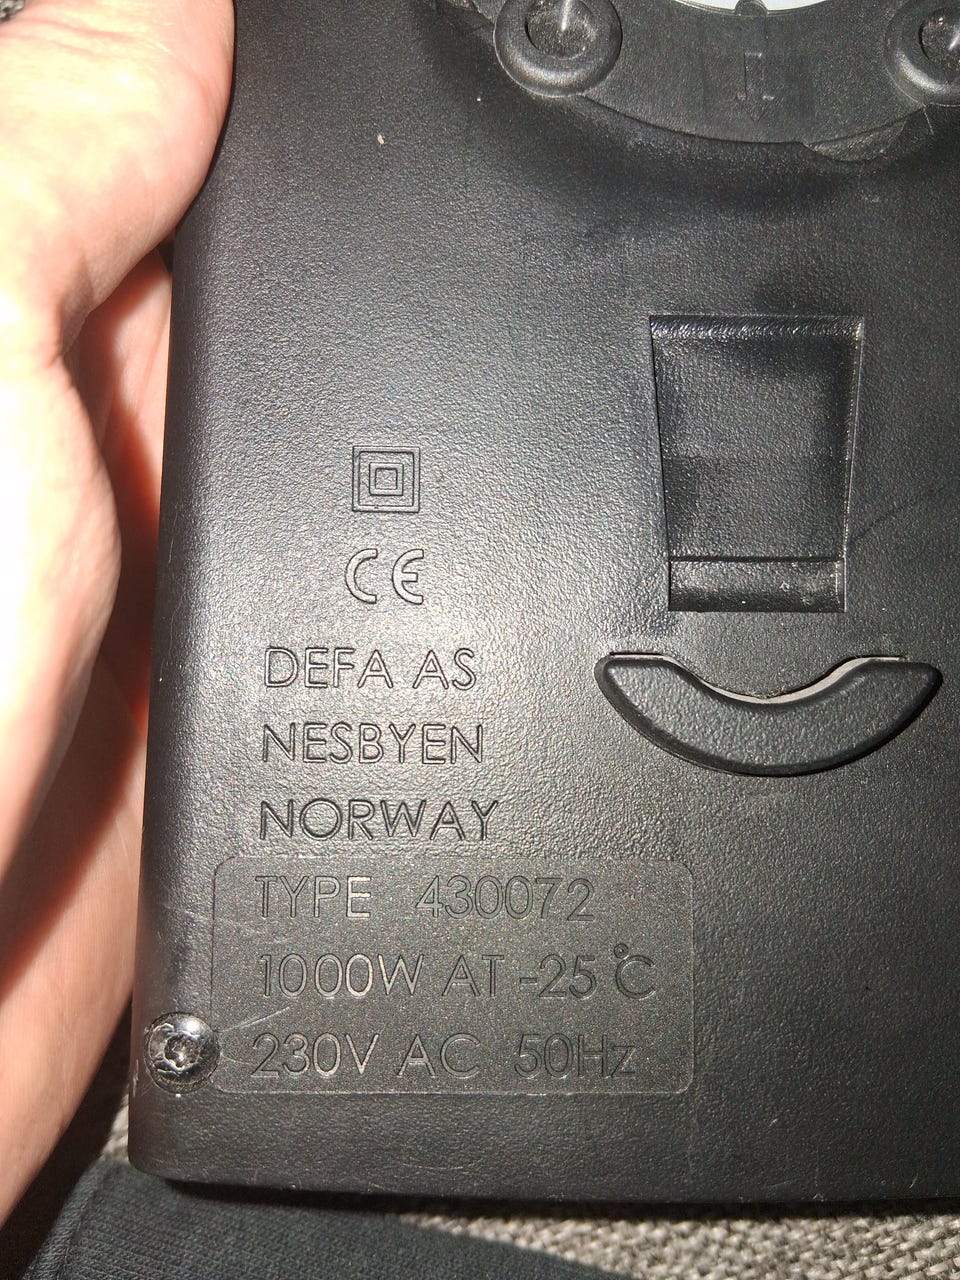 CE
DEFA AS
NESBYEN
NORWAY
TYPE 430072
1000W AT -25°C
230V AC 50Hz